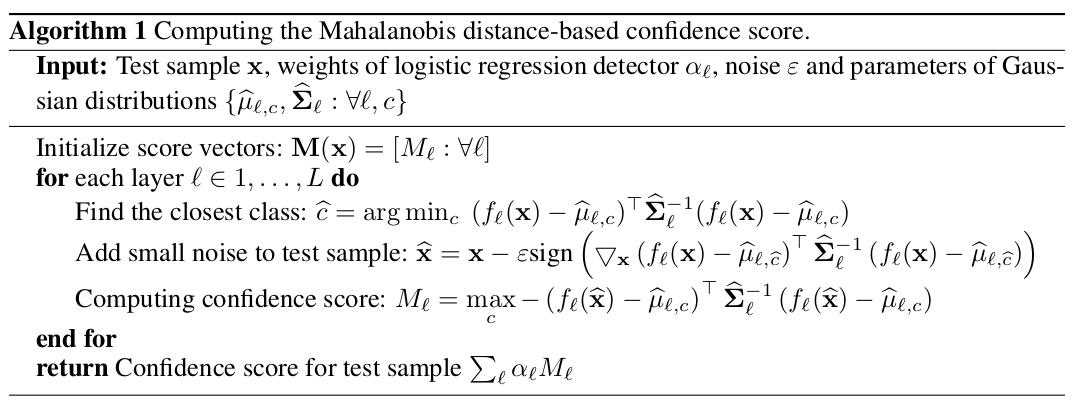 Algorithm 1 Computing the Mahalanobis distance-based confidence score.
Input: Test sample x, weights of logistic regression detector α_ℓ, noise ε and parameters of Gaus-
sian distributions {μ̂_{ℓ,c}, Σ̂_ℓ : ∀ℓ, c}
Initialize score vectors: M(x) = [M_ℓ : ∀ℓ]
for each layer ℓ ∈ 1, . . . , L do
Find the closest class: ĉ = arg min_c (f_ℓ(x) − μ̂_{ℓ,c})^⊤ Σ̂_ℓ^{−1} (f_ℓ(x) − μ̂_{ℓ,c})
Add small noise to test sample: x̂ = x − εsign (▽_x (f_ℓ(x) − μ̂_{ℓ,ĉ})^⊤ Σ̂_ℓ^{−1} (f_ℓ(x) − μ̂_{ℓ,ĉ}))
Computing confidence score: M_ℓ = max_c − (f_ℓ(x̂) − μ̂_{ℓ,c})^⊤ Σ̂_ℓ^{−1} (f_ℓ(x̂) − μ̂_{ℓ,c})
end for
return Confidence score for test sample ∑_ℓ α_ℓ M_ℓ